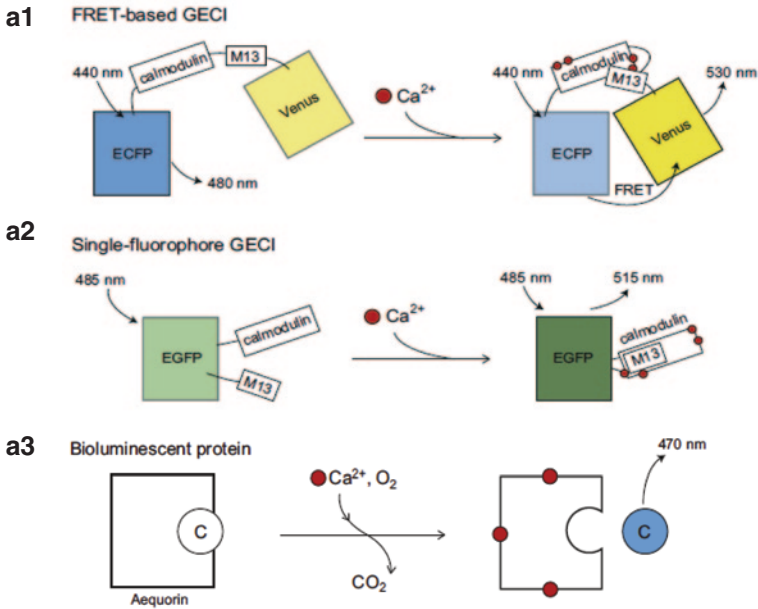 a1
FRET-based GECI
440 nm
calmodulin
M13
Venus
ECFP
480 nm
Ca2+
440 nm
calmodulin
M13
530 nm
Venus
ECFP
FRET
a2
Single-fluorophore GECI
485 nm
calmodulin
EGFP
M13
Ca2+
485 nm
515 nm
calmodulin
EGFP
M13
a3
Bioluminescent protein
C
Aequorin
Ca2+, O2
CO2
470 nm
C